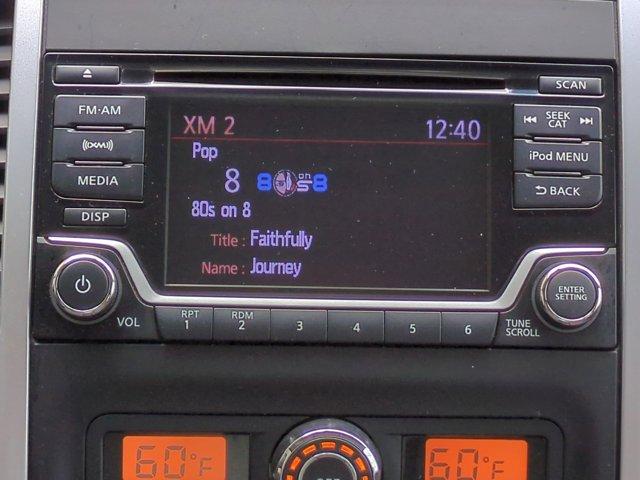 SCAN
FM·AM
XM 2
12:40
SEEK
CAT
((XM))
Pop
iPod MENU
8
8 on s 8
MEDIA
BACK
80s on 8
DISP
Title : Faithfully
Name : Journey
ENTER
SETTING
VOL
RPT
1
RDM
2
3
4
5
6
TUNE
SCROLL
60°F
60°F